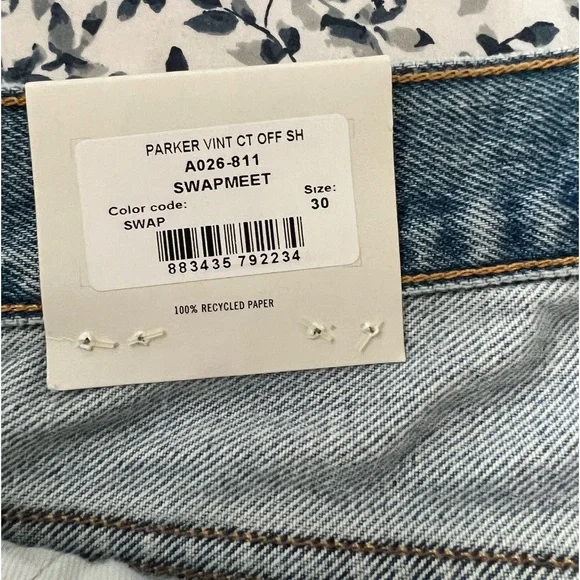 PARKER VINT CT OFF SH
A026-811
SWAPMEET
Color code: Size:
SWAP 30
883435 792234
100% RECYCLED PAPER